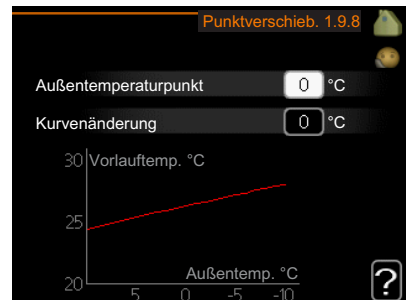 Punktverschieb. 1.9.8
Außentemperaturpunkt 0 °C
Kurvenänderung 0 °C
30 Vorlauftemp. °C
25
Außentemp. °C
20
5 0 -5 -10
?